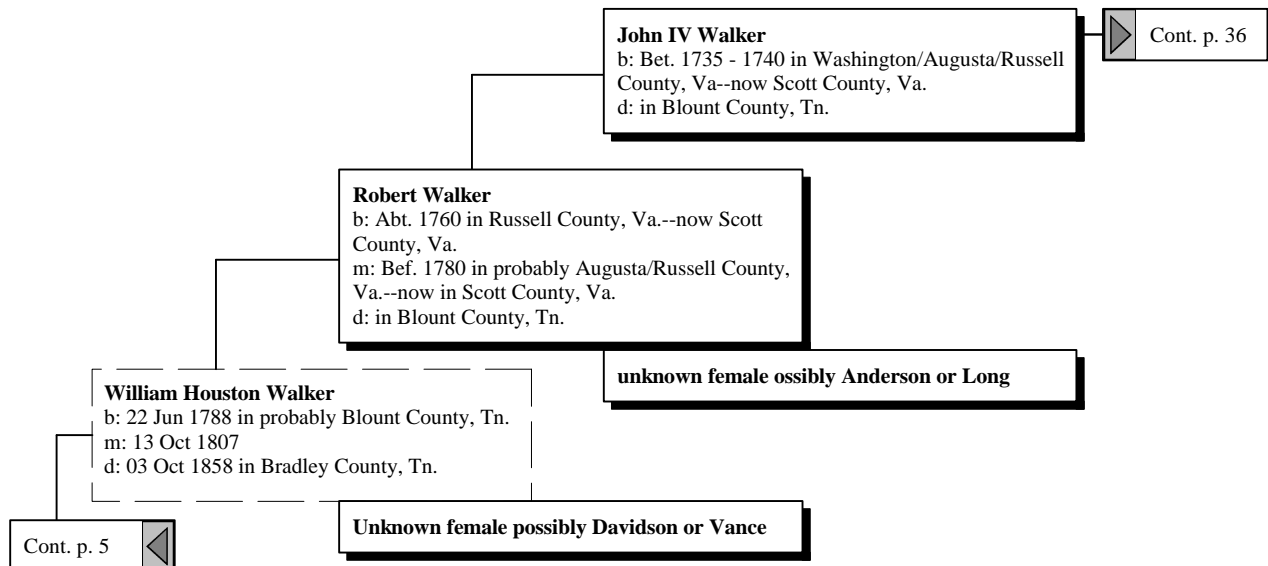 John IV Walker
b: Bet. 1735 - 1740 in Washington/Augusta/Russell
County, Va--now Scott County, Va.
d: in Blount County, Tn.
Cont. p. 36
Robert Walker
b: Abt. 1760 in Russell County, Va.--now Scott
County, Va.
m: Bef. 1780 in probably Augusta/Russell County,
Va.--now in Scott County, Va.
d: in Blount County, Tn.
unknown female ossibly Anderson or Long
William Houston Walker
b: 22 Jun 1788 in probably Blount County, Tn.
m: 13 Oct 1807
d: 03 Oct 1858 in Bradley County, Tn.
Unknown female possibly Davidson or Vance
Cont. p. 5